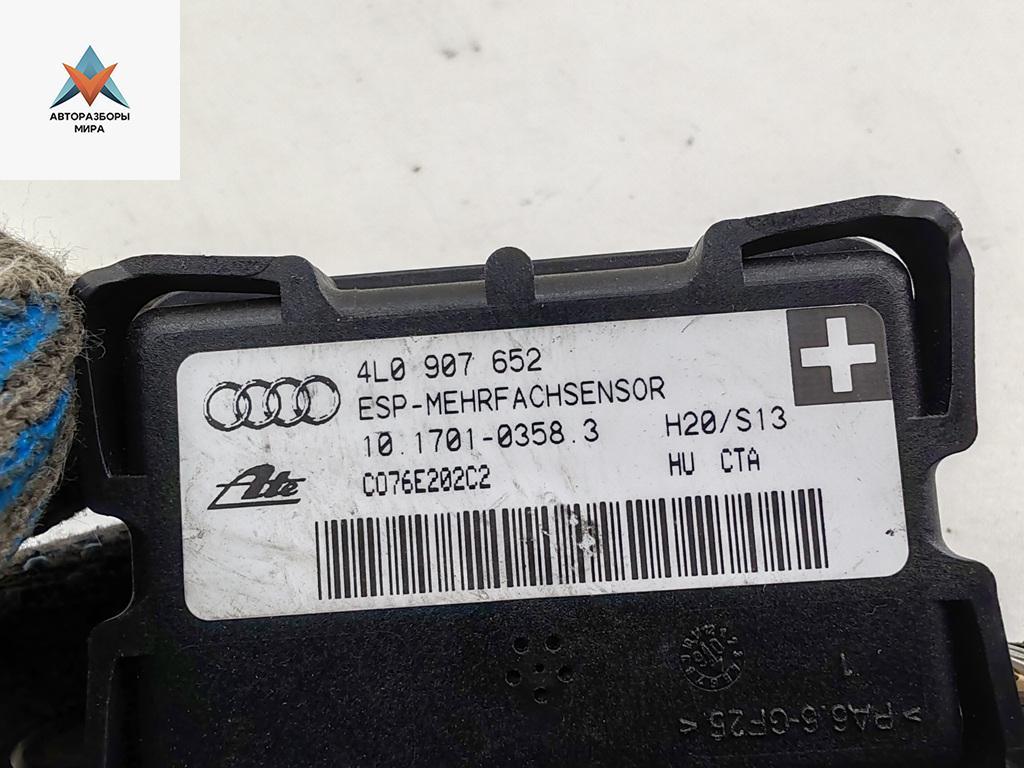 АВТОРАЗБОРЫ
МИРА
4L0 907 652
ESP-MEHRFACHSENSOR
10.1701-0358.3 H20/S13
Ate C076E202C2 HU CTA
1
>PA6.6-GF25<